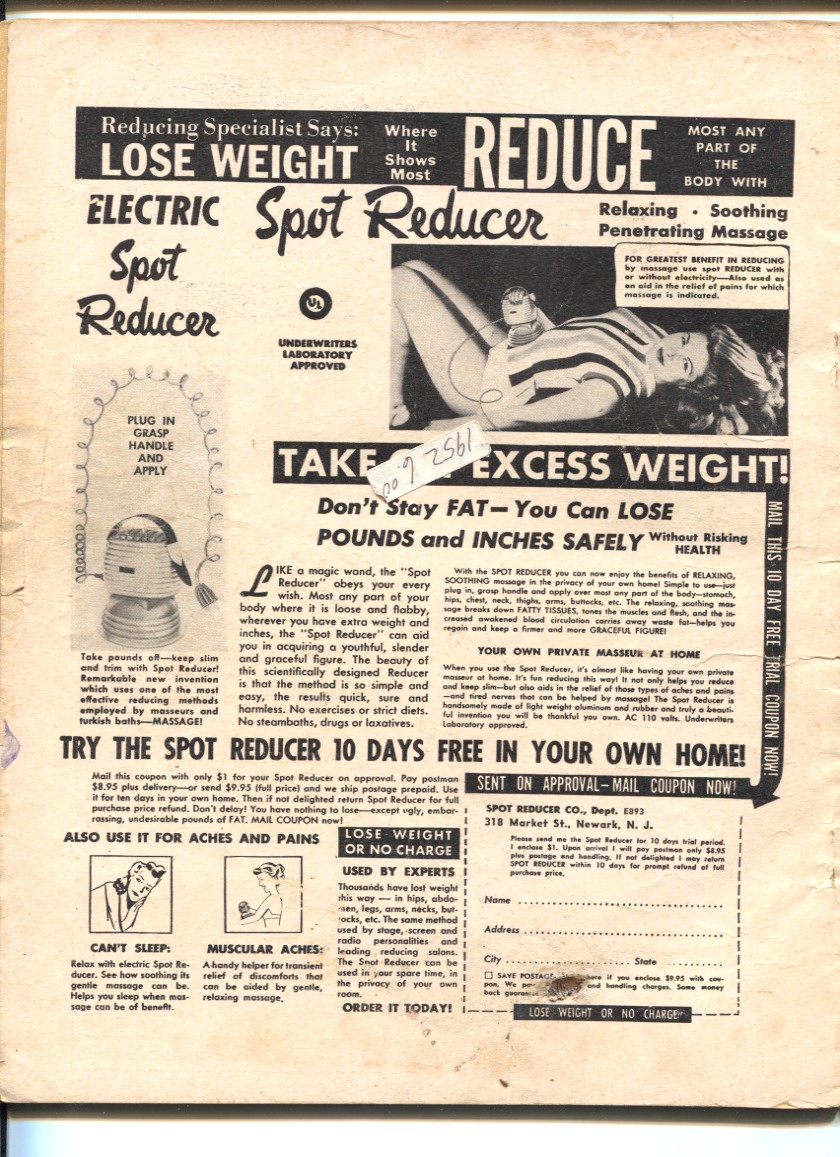 Reducing Specialist Says:
LOSE WEIGHT
Where
It
Shows
Most
REDUCE
MOST ANY
PART OF
THE
BODY WITH
ELECTRIC
Spot
Reducer
Spot Reducer
Relaxing • Soothing
Penetrating Massage
UL
UNDERWRITERS
LABORATORY
APPROVED
FOR GREATEST BENEFIT IN REDUCING
by massage use spot REDUCER with
or without electricity—Also used as
an aid in the relief of pains for which
massage is indicated.
PLUG IN
GRASP
HANDLE
AND
APPLY
1952 6.00
TAKE EXCESS WEIGHT!
Don't Stay FAT—You Can LOSE
POUNDS and INCHES SAFELY Without Risking
HEALTH
MAIL THIS 10 DAY FREE TRIAL COUPON NOW!
Take pounds off—keep slim
and trim with Spot Reducer!
Remarkable new invention
which uses one of the most
effective reducing methods
employed by masseurs and
turkish baths—MASSAGE!
LIKE a magic wand, the "Spot
Reducer" obeys your every
wish. Most any part of your
body where it is loose and flabby,
wherever you have extra weight and
inches, the "Spot Reducer" can aid
you in acquiring a youthful, slender
and graceful figure. The beauty of
this scientifically designed Reducer
is that the method is so simple and
easy, the results quick, sure and
harmless. No exercises or strict diets.
No steambaths, drugs or laxatives.
With the SPOT REDUCER you can now enjoy the benefits of RELAXING,
SOOTHING massage in the privacy of your own home! Simple to use—just
plug in, grasp handle and apply over most any part of the body—stomach,
hips, chest, neck, thighs, arms, buttocks, etc. The relaxing, soothing mas-
sage breaks down FATTY TISSUES, tones the muscles and flesh, and the in-
creased awakened blood circulation carries away waste fat—helps you
regain and keep a firmer and more GRACEFUL FIGURE!
YOUR OWN PRIVATE MASSEUR AT HOME
When you use the Spot Reducer, it's almost like having your own private
masseur at home. It's fun reducing this way! It not only helps you reduce
and keep slim—but also aids in the relief of those types of aches and pains
—and tired nerves that can be helped by massage! The Spot Reducer is
handsomely made of light weight aluminum and rubber and truly a beauti-
ful invention you will be thankful you own. AC 110 volts. Underwriters
Laboratory approved.
TRY THE SPOT REDUCER 10 DAYS FREE IN YOUR OWN HOME!
Mail this coupon with only $1 for your Spot Reducer on approval. Pay postman
$8.95 plus delivery—or send $9.95 (full price) and we ship postage prepaid. Use
it for ten days in your own home. Then if not delighted return Spot Reducer for full
purchase price refund. Don't delay! You have nothing to lose—except ugly, embar-
rassing, undesirable pounds of FAT. MAIL COUPON now!
ALSO USE IT FOR ACHES AND PAINS
CAN'T SLEEP:
Relax with electric Spot Re-
ducer. See how soothing its
gentle massage can be.
Helps you sleep when mas-
sage can be of benefit.
MUSCULAR ACHES:
A handy helper for transient
relief of discomforts that
can be aided by gentle,
relaxing massage.
LOSE WEIGHT
OR NO CHARGE
USED BY EXPERTS
Thousands have lost weight
this way — in hips, abdo-
men, legs, arms, necks, but-
tocks, etc. The same method
used by stage, screen and
radio personalities and
leading reducing salons.
The Spot Reducer can be
used in your spare time, in
the privacy of your own
room.
ORDER IT TODAY!
SENT ON APPROVAL—MAIL COUPON NOW!
SPOT REDUCER CO., Dept. E893
318 Market St., Newark, N. J.
Please send me the Spot Reducer for 10 days trial period.
I enclose $1. Upon arrival I will pay postman only $8.95
plus postage and handling. If not delighted I may return
SPOT REDUCER within 10 days for prompt refund of full
purchase price.
Name
Address
City State
SAVE POSTAGE here if you enclose $9.95 with cou-
pon. We and handling charges. Same money
back
LOSE WEIGHT OR NO CHARGE